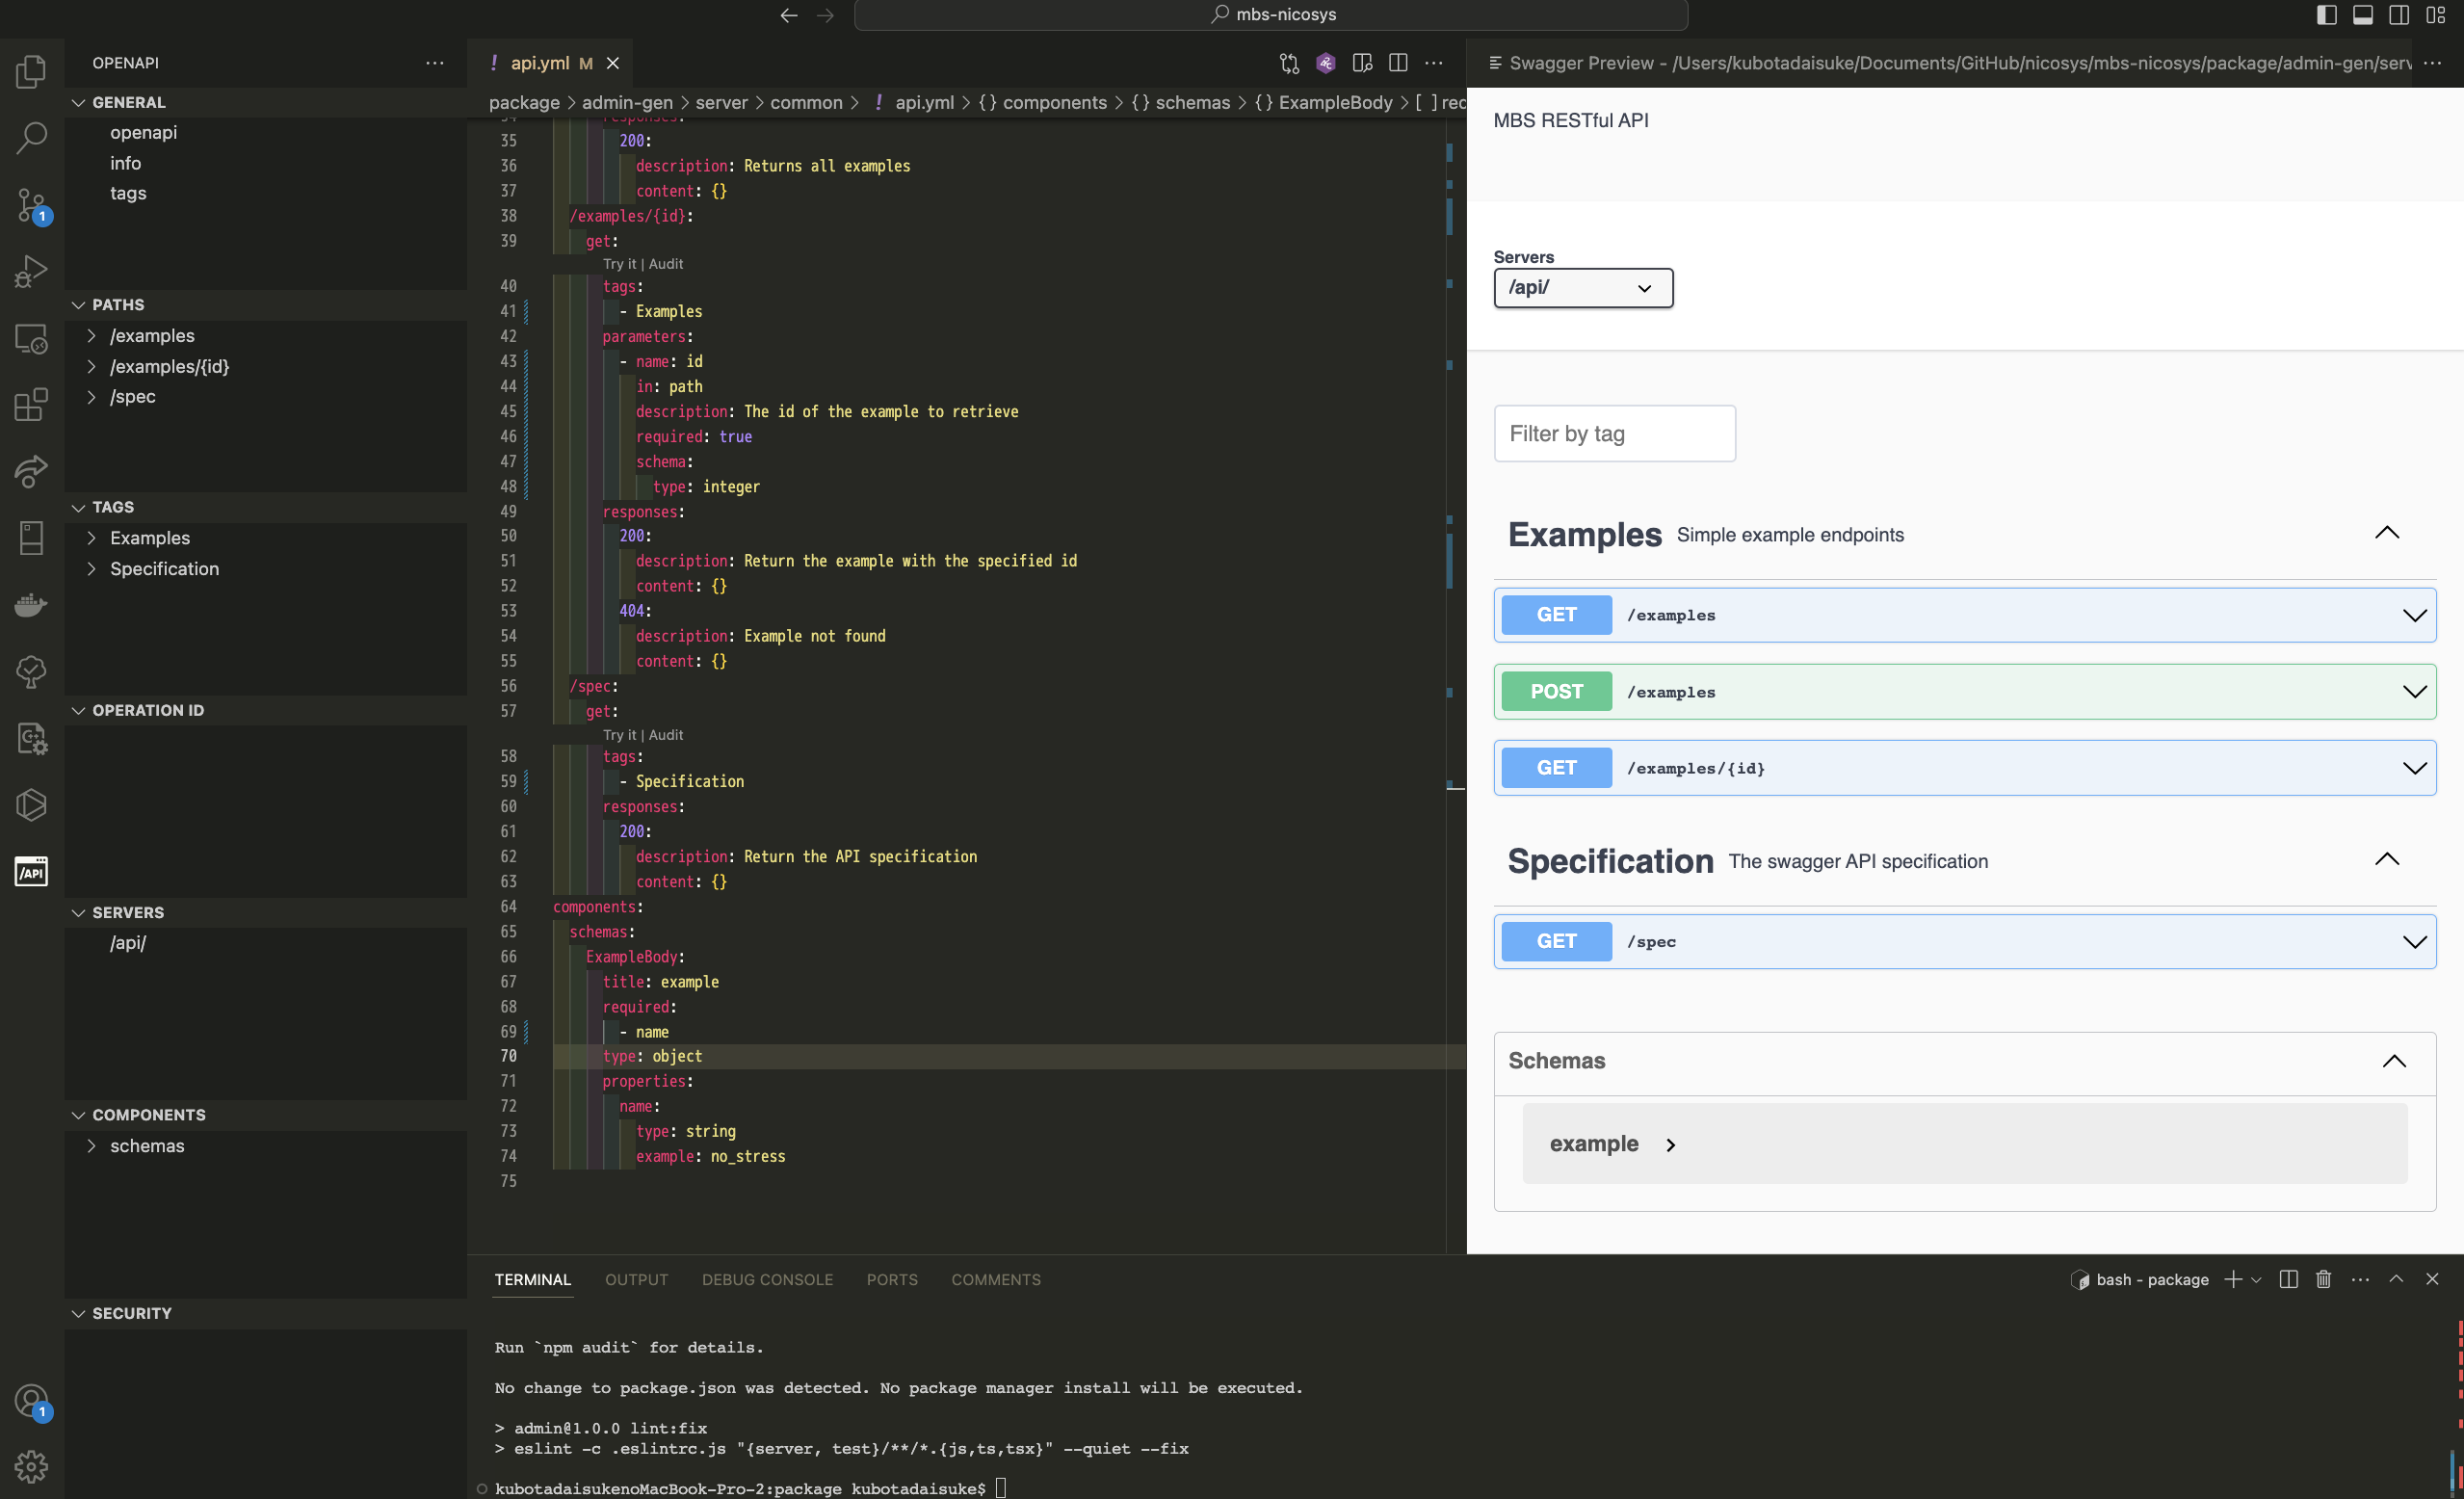 mbs-nicosys
OPENAPI
GENERAL
openapi
info
tags
PATHS
/examples
/examples/{id}
/spec
TAGS
Examples
Specification
OPERATION ID
SERVERS
/api/
COMPONENTS
schemas
SECURITY
1
1
/API
! api.yml M
package > admin-gen > server > common > ! api.yml > {} components > {} schemas > {} ExampleBody > [ ] rec
34 responses:
35 200:
36 description: Returns all examples
37 content: {}
38 /examples/{id}:
39 get:
Try it | Audit
40 tags:
41 - Examples
42 parameters:
43 - name: id
44 in: path
45 description: The id of the example to retrieve
46 required: true
47 schema:
48 type: integer
49 responses:
50 200:
51 description: Return the example with the specified id
52 content: {}
53 404:
54 description: Example not found
55 content: {}
56 /spec:
57 get:
Try it | Audit
58 tags:
59 - Specification
60 responses:
61 200:
62 description: Return the API specification
63 content: {}
64 components:
65 schemas:
66 ExampleBody:
67 title: example
68 required:
69 - name
70 type: object
71 properties:
72 name:
73 type: string
74 example: no_stress
75
Swagger Preview - /Users/kubotadaisuke/Documents/GitHub/nicosys/mbs-nicosys/package/admin-gen/serv
MBS RESTful API
Servers
/api/
Filter by tag
Examples Simple example endpoints
GET /examples
POST /examples
GET /examples/{id}
Specification The swagger API specification
GET /spec
Schemas
example >
TERMINAL OUTPUT DEBUG CONSOLE PORTS COMMENTS
bash - package
Run `npm audit` for details.
No change to package.json was detected. No package manager install will be executed.
> admin@1.0.0 lint:fix
> eslint -c .eslintrc.js "{server, test}/**/*.{js,ts,tsx}" --quiet --fix
kubotadaisukenoMacBook-Pro-2:package kubotadaisuke$